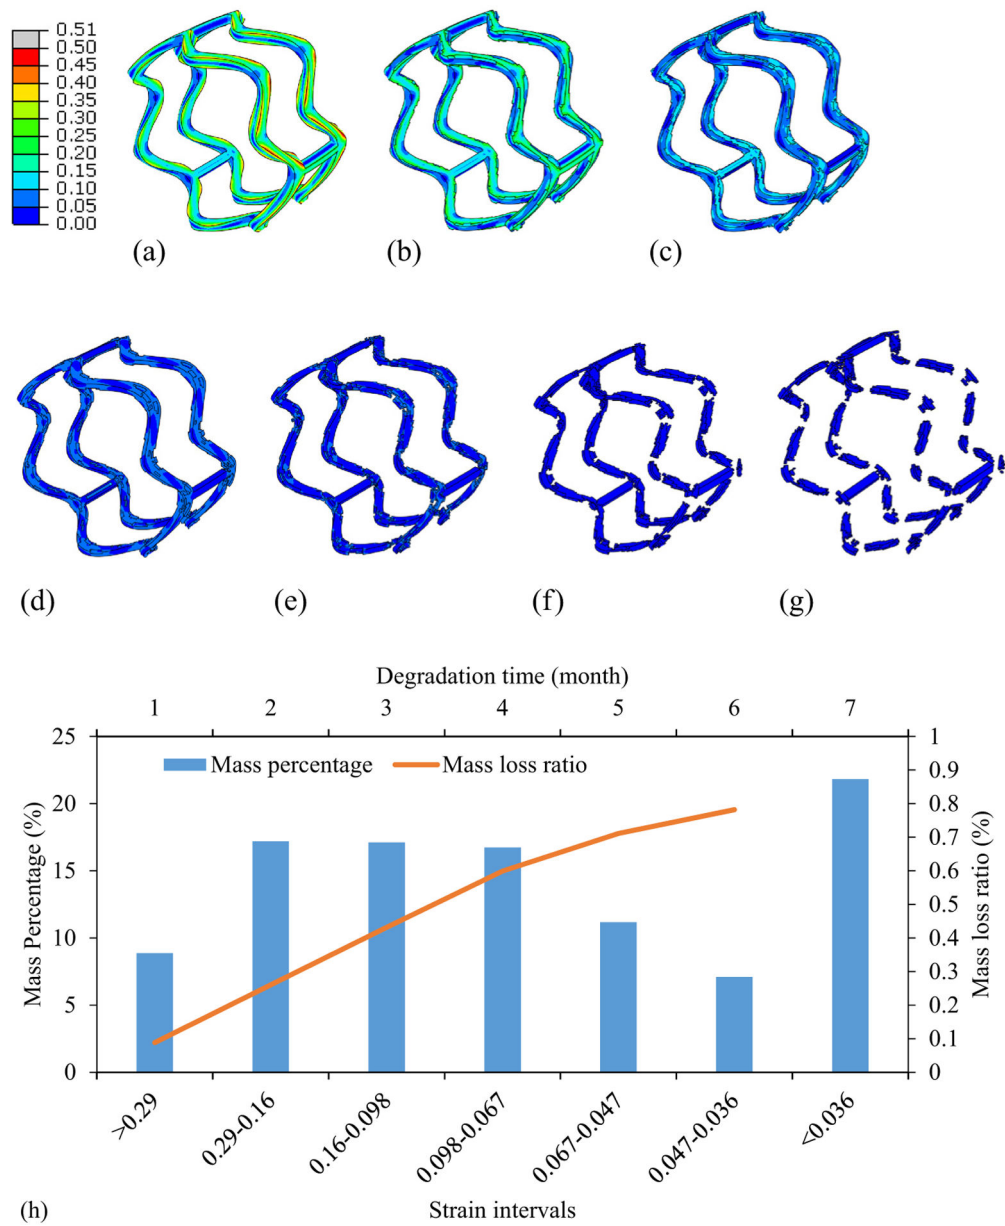 0.51
0.50
0.45
0.40
0.35
0.30
0.25
0.20
0.15
0.10
0.05
0.00
(a)
(b)
(c)
(d)
(e)
(f)
(g)
Degradation time (month)
1 2 3 4 5 6 7
Mass percentage
Mass loss ratio
Mass Percentage (%)
25
20
15
10
5
0
1
0.9
0.8
0.7
0.6
0.5
0.4
0.3
0.2
0.1
0
Mass loss ratio (%)
>0.29
0.29-0.16
0.16-0.098
0.098-0.067
0.067-0.047
0.047-0.036
<0.036
(h)
Strain intervals